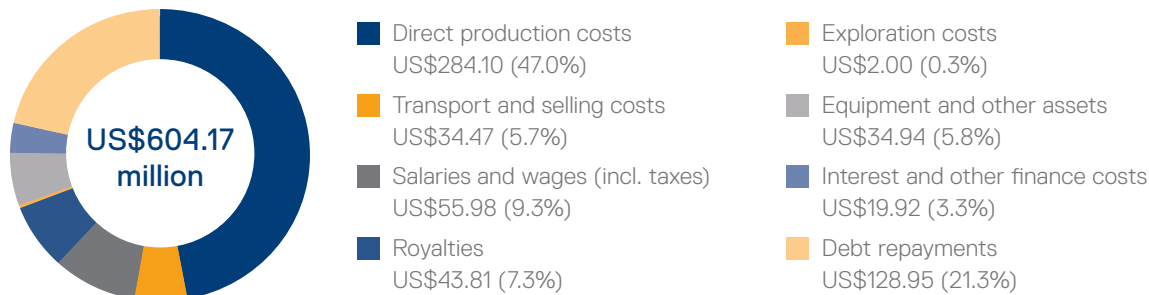 US$604.17
million
Direct production costs
US$284.10 (47.0%)
Transport and selling costs
US$34.47 (5.7%)
Salaries and wages (incl. taxes)
US$55.98 (9.3%)
Royalties
US$43.81 (7.3%)
Exploration costs
US$2.00 (0.3%)
Equipment and other assets
US$34.94 (5.8%)
Interest and other finance costs
US$19.92 (3.3%)
Debt repayments
US$128.95 (21.3%)